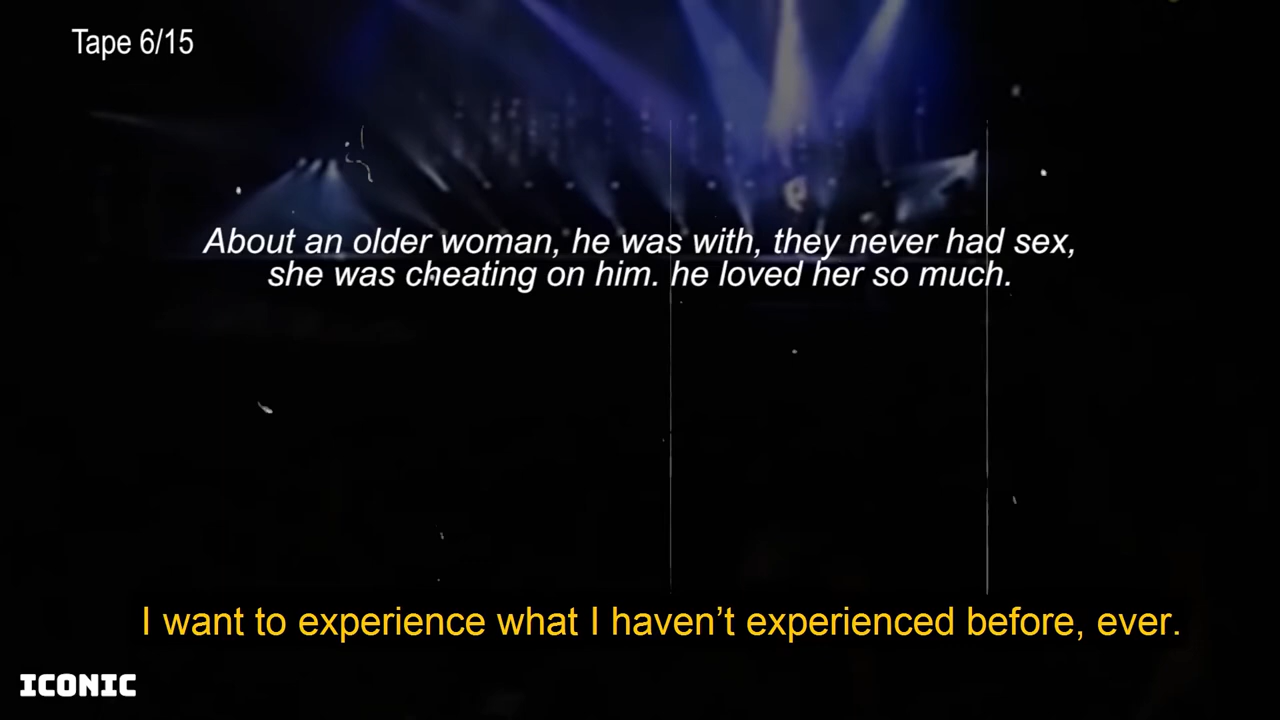 Tape 6/15
About an older woman, he was with, they never had sex,
she was cheating on him. he loved her so much.
I want to experience what I haven’t experienced before, ever.
ICONIC